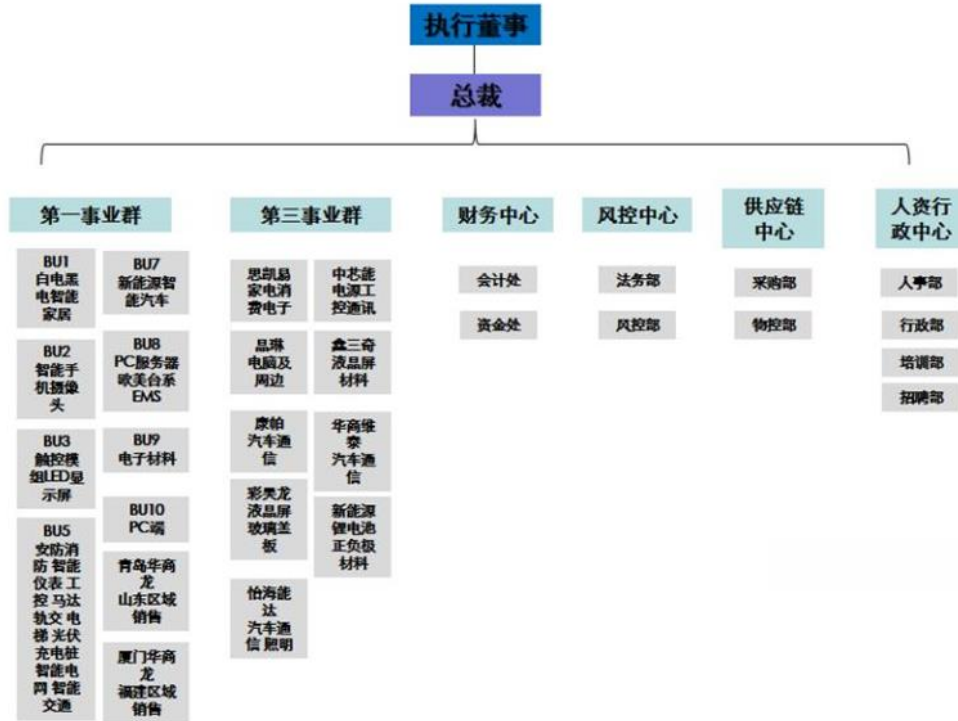 执行董事
总裁
第一事业群
BU1
白电黑
电智能
家居
BU2
智能手
机摄像
头
BU3
触控模
组LED显
示屏
BU5
安防消
防 智能
仪表 工
控 马达
轨交 电
梯 光伏
充电桩
智能电
网 智能
交通
BU7
新能源智
能汽车
BU8
PC服务器
欧美台系
EMS
BU9
电子材料
BU10
PC端
青岛华商
龙
山东区域
销售
厦门华商
龙
福建区域
销售
第三事业群
思凯易
家电消
费电子
晶琳
电脑及
周边
康帕
汽车通
信
彩昊龙
液晶屏
玻璃盖
板
怡海能
达
汽车通
信 照明
中芯能
电源工
控通讯
鑫三奇
液晶屏
材料
华商维
泰
汽车通
信
新能源
锂电池
正负极
材料
财务中心
会计处
资金处
风控中心
法务部
风控部
供应链
中心
采购部
物控部
人资行
政中心
人事部
行政部
培训部
招聘部